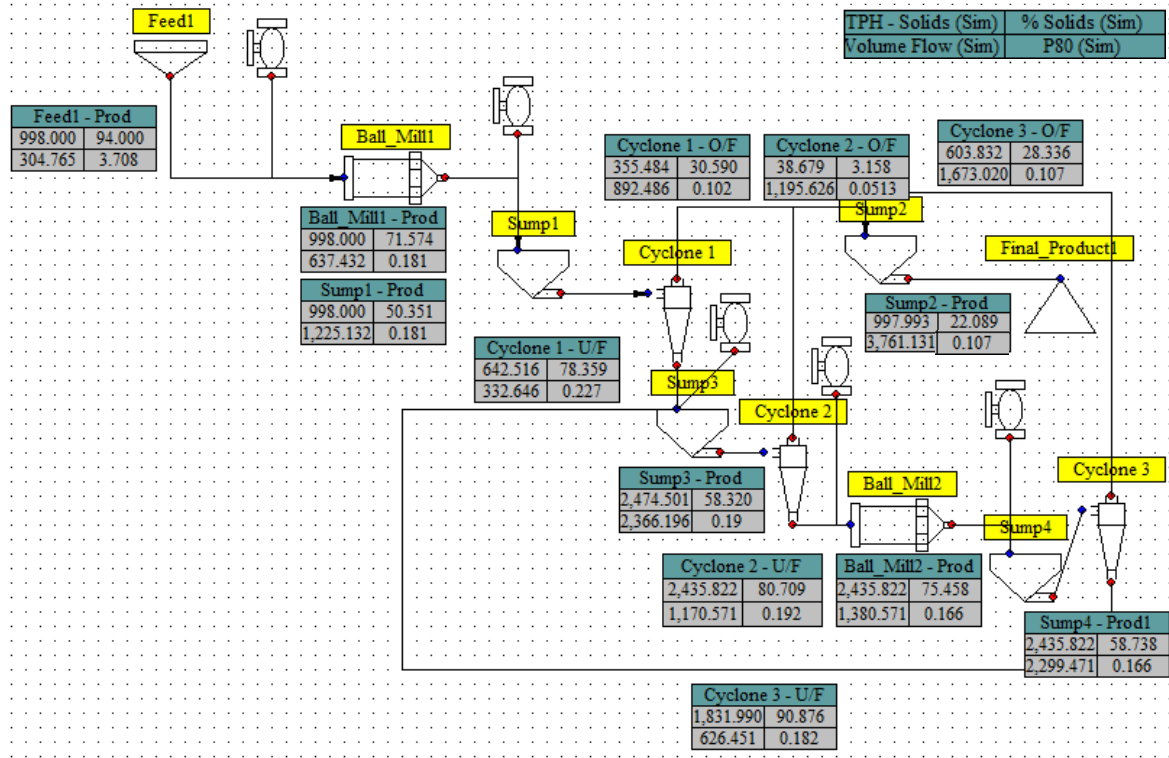 TPH - Solids (Sim) % Solids (Sim)
Volume Flow (Sim) P80 (Sim)
Feed1
Feed1 - Prod
998.000 94.000
304.765 3.708
Ball_Mill1
Ball_Mill1 - Prod
998.000 71.574
637.432 0.181
Sump1
Sump1 - Prod
998.000 50.351
1,225.132 0.181
Cyclone 1 - O/F
355.484 30.590
892.486 0.102
Cyclone 2 - O/F
38.679 3.158
1,195.626 0.0513
Cyclone 3 - O/F
603.832 28.336
1,673.020 0.107
Sump2
Cyclone 1
Final_Product1
Sump2 - Prod
997.993 22.089
3,761.131 0.107
Cyclone 1 - U/F
642.516 78.359
332.646 0.227
Sump3
Cyclone 2
Sump3 - Prod
2,474.501 58.320
2,366.196 0.19
Ball_Mill2
Cyclone 3
Sump4
Cyclone 2 - U/F
2,435.822 80.709
1,170.571 0.192
Ball_Mill2 - Prod
2,435.822 75.458
1,380.571 0.166
Sump4 - Prod1
2,435.822 58.738
2,299.471 0.166
Cyclone 3 - U/F
1,831.990 90.876
626.451 0.182